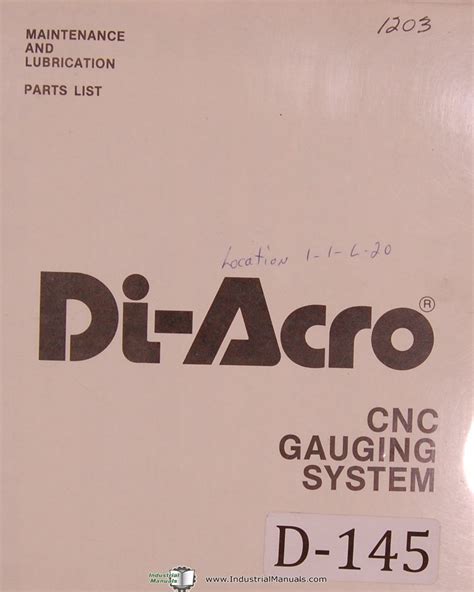 MAINTENANCE
AND
LUBRICATION
PARTS LIST
1203
Location 1-1-L-20
Di-Acro®
CNC
GAUGING
SYSTEM
D-145
Industrial
Manuals
www.IndustrialManuals.com